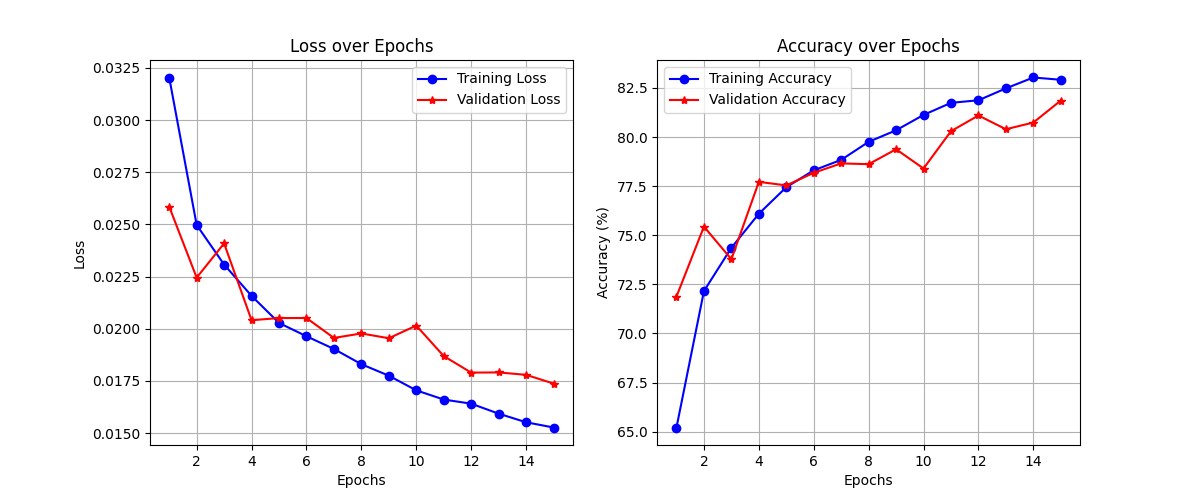 Loss over Epochs
Training Loss
Validation Loss
0.0325
0.0300
0.0275
0.0250
0.0225
0.0200
0.0175
0.0150
Loss
2 4 6 8 10 12 14
Epochs
Accuracy over Epochs
Training Accuracy
Validation Accuracy
82.5
80.0
77.5
75.0
72.5
70.0
67.5
65.0
Accuracy (%)
2 4 6 8 10 12 14
Epochs